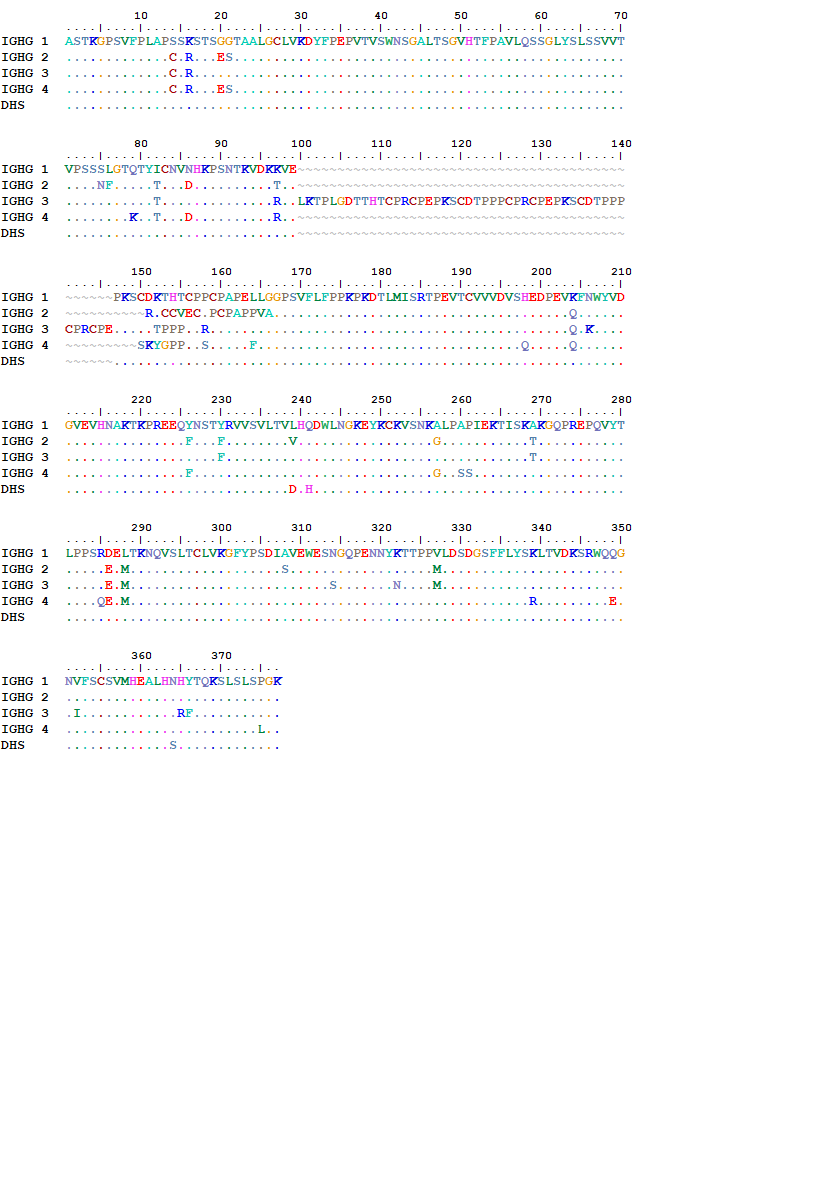 10 20 30 40 50 60 70
....|....|....|....|....|....|....|....|....|....|....|....|....|....|
IGHG 1 ASTKGPSVFPLAPSSKSTSGGTAALGCLVKDYFPEPVTVSWNSGALTSGVHTFPAVLQSSGLYSLSSVVT
IGHG 2 .............C.R...ES.................................................
IGHG 3 .............C.R......................................................
IGHG 4 .............C.R...ES.................................................
DHS ......................................................................
80 90 100 110 120 130 140
....|....|....|....|....|....|....|....|....|....|....|....|....|....|
IGHG 1 VPSSSLGTQTYICNVNHKPSNTKVDKKVE~~~~~~~~~~~~~~~~~~~~~~~~~~~~~~~~~~~~~~~~~
IGHG 2 ....NF.....T...D..........T..~~~~~~~~~~~~~~~~~~~~~~~~~~~~~~~~~~~~~~~~~
IGHG 3 ...........T..............R..LKTPLGDTTHTCPRCPEPKSCDTPPPCPRCPEPKSCDTPPP
IGHG 4 ........K..T...D..........R..~~~~~~~~~~~~~~~~~~~~~~~~~~~~~~~~~~~~~~~~~
DHS .............................~~~~~~~~~~~~~~~~~~~~~~~~~~~~~~~~~~~~~~~~~
150 160 170 180 190 200 210
....|....|....|....|....|....|....|....|....|....|....|....|....|....|
IGHG 1 ~~~~~~PKSCDKTHTCPPCPAPELLGGPSVFLFPPKPKDTLMISRTPEVTCVVVDVSHEDPEVKFNWYVD
IGHG 2 ~~~~~~~~~~R.CCVEC.PCPAPPVA.....................................Q......
IGHG 3 CPRCPE.....TPPP..R.............................................Q.K....
IGHG 4 ~~~~~~~~~SKYGPP..S.....F.................................Q.....Q......
DHS ~~~~~~................................................................
220 230 240 250 260 270 280
....|....|....|....|....|....|....|....|....|....|....|....|....|....|
IGHG 1 GVEVHNAKTKPREEQYNSTYRVVSVLTVLHQDWLNGKEYKCKVSNKALPAPIEKTISKAKGQPREPQVYT
IGHG 2 ...............F...F........V.................G...........T...........
IGHG 3 ...................F......................................T...........
IGHG 4 ...............F..............................G..SS...................
DHS ............................D.H.......................................
290 300 310 320 330 340 350
....|....|....|....|....|....|....|....|....|....|....|....|....|....|
IGHG 1 LPPSRDELTKNQVSLTCLVKGFYPSDIAVEWESNGQPENNYKTTPPVLDSDGSFFLYSKLTVDKSRWQQG
IGHG 2 .....E.M...................S..................M.......................
IGHG 3 .....E.M.........................S.......N....M.......................
IGHG 4 ....QE.M..................................................R.........E.
DHS ......................................................................
360 370
....|....|....|....|....|..
IGHG 1 NVFSCSVMHEALHNHYTQKSLSLSPGK
IGHG 2 ...........................
IGHG 3 .I............RF...........
IGHG 4 ........................L..
DHS .............S.............